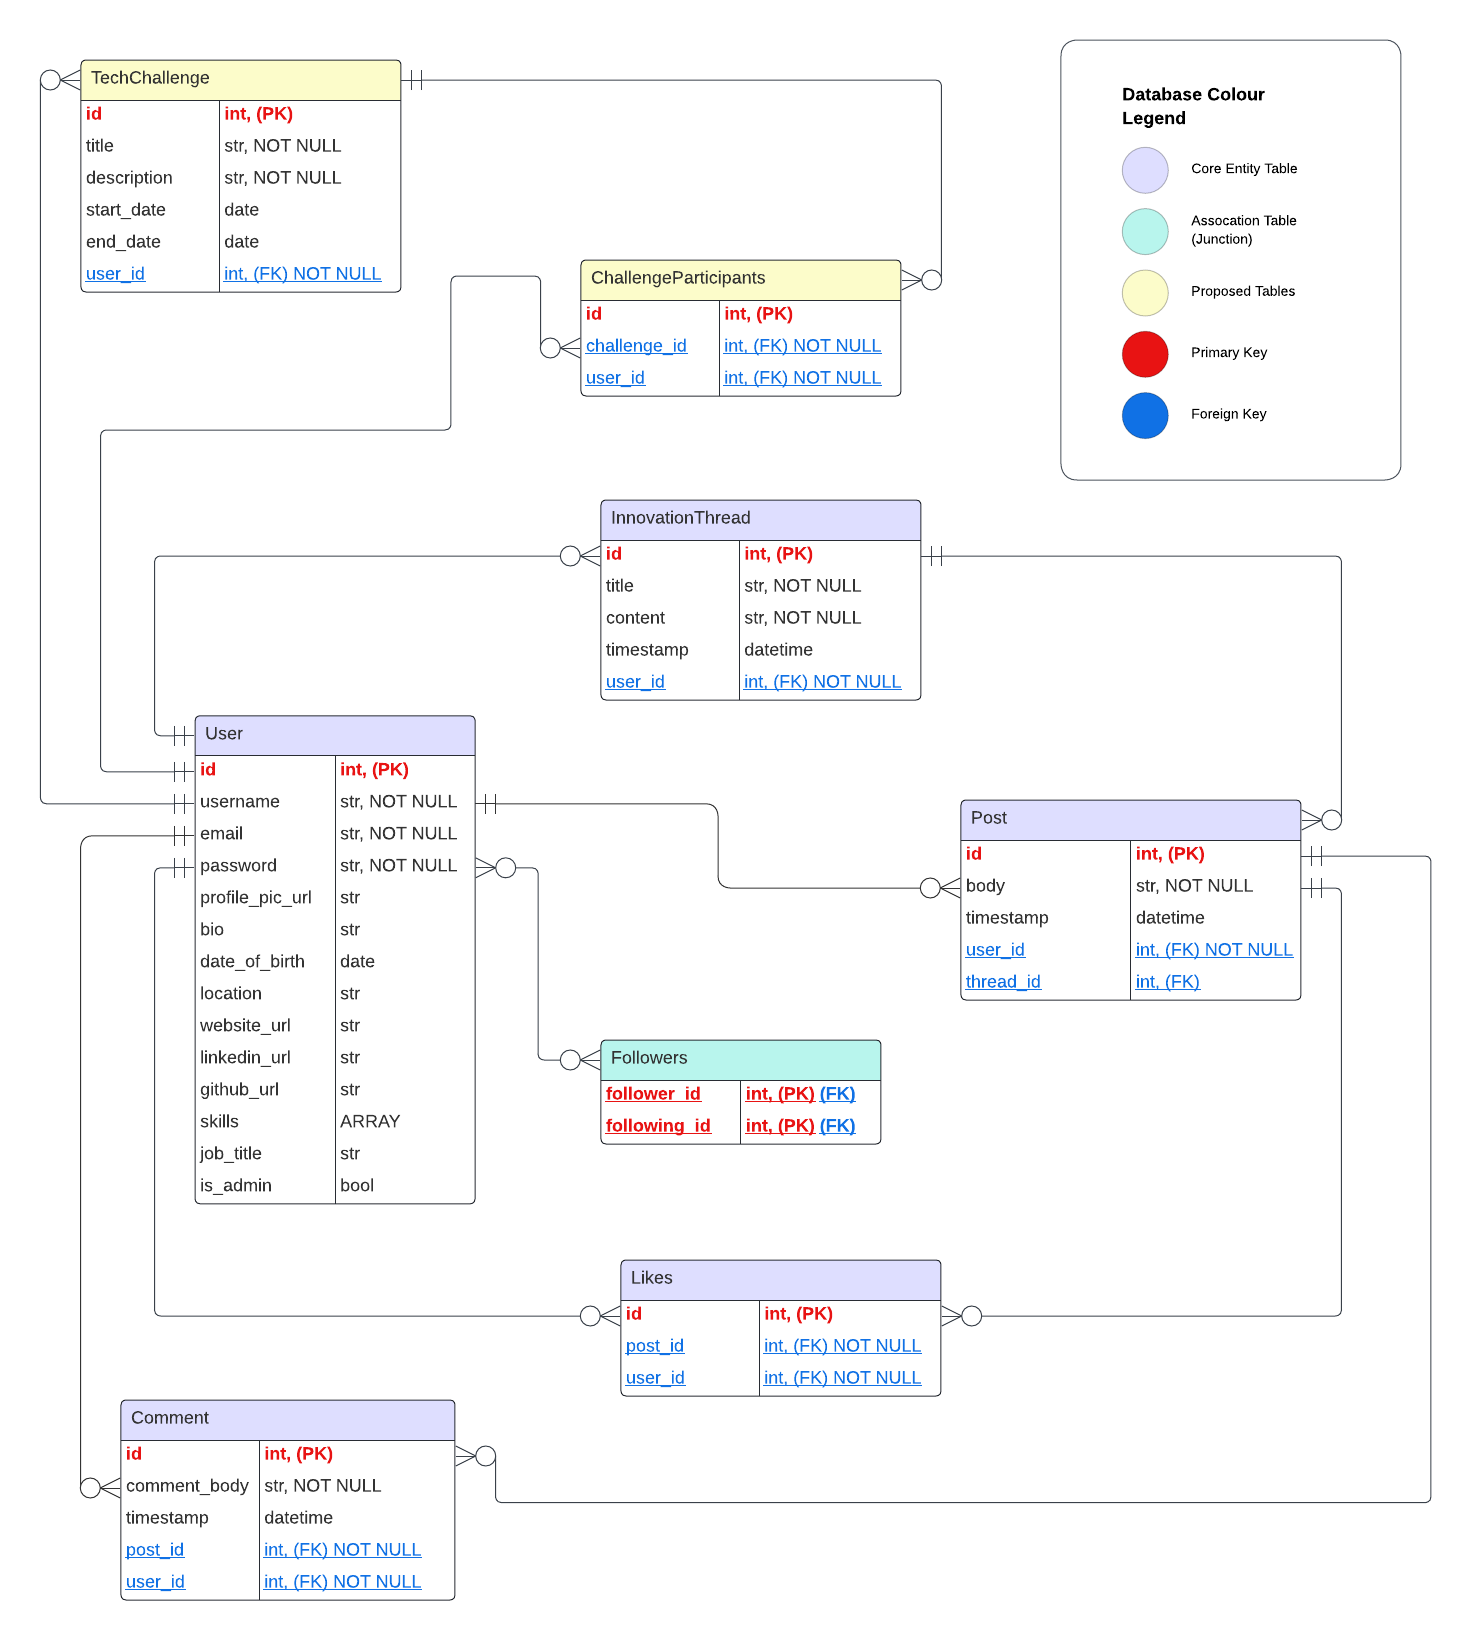 TechChallenge
id int, (PK)
title str, NOT NULL
description str, NOT NULL
start_date date
end_date date
user_id int, (FK) NOT NULL
Database Colour
Legend
Core Entity Table
Assocation Table
(Junction)
Proposed Tables
Primary Key
Foreign Key
ChallengeParticipants
id int, (PK)
challenge_id int, (FK) NOT NULL
user_id int, (FK) NOT NULL
InnovationThread
id int, (PK)
title str, NOT NULL
content str, NOT NULL
timestamp datetime
user_id int, (FK) NOT NULL
User
id int, (PK)
username str, NOT NULL
email str, NOT NULL
password str, NOT NULL
profile_pic_url str
bio str
date_of_birth date
location str
website_url str
linkedin_url str
github_url str
skills ARRAY
job_title str
is_admin bool
Post
id int, (PK)
body str, NOT NULL
timestamp datetime
user_id int, (FK) NOT NULL
thread_id int, (FK)
Followers
follower_id int, (PK) (FK)
following_id int, (PK) (FK)
Likes
id int, (PK)
post_id int, (FK) NOT NULL
user_id int, (FK) NOT NULL
Comment
id int, (PK)
comment_body str, NOT NULL
timestamp datetime
post_id int, (FK) NOT NULL
user_id int, (FK) NOT NULL